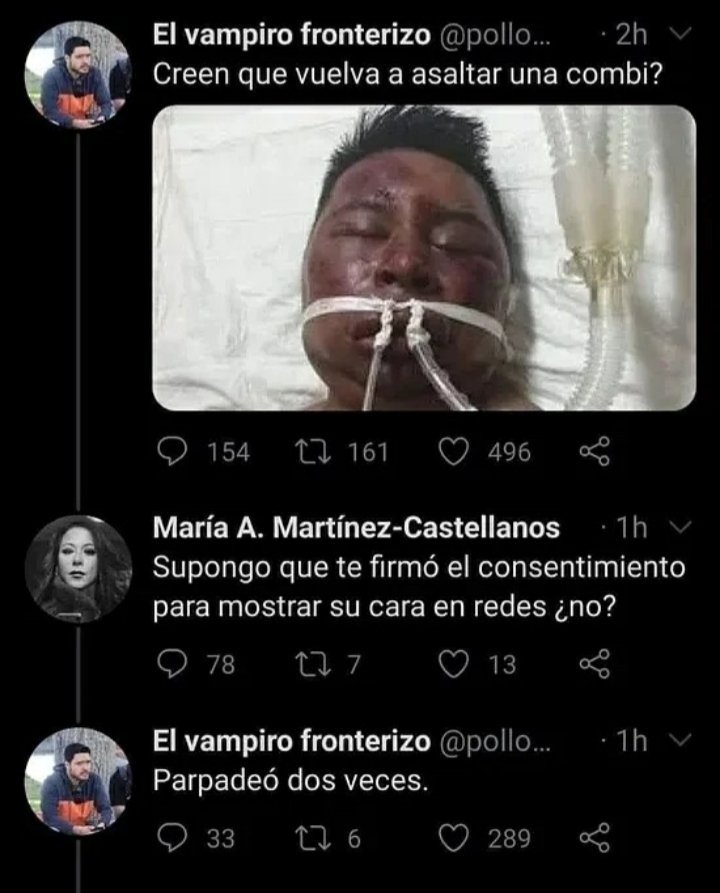 El vampiro fronterizo @pollo... · 2h
Creen que vuelva a asaltar una combi?
154 161 496
María A. Martínez-Castellanos · 1h
Supongo que te firmó el consentimiento
para mostrar su cara en redes ¿no?
78 7 13
El vampiro fronterizo @pollo... · 1h
Parpadeó dos veces.
33 6 289